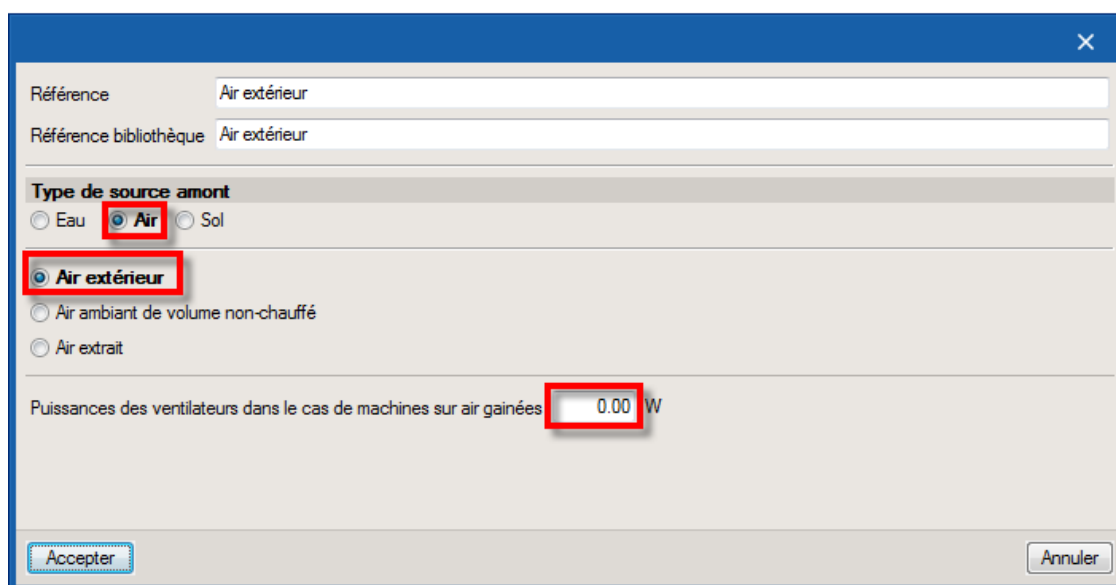 Référence Air extérieur
Référence bibliothèque Air extérieur
Type de source amont
Eau Air Sol
Air extérieur
Air ambiant de volume non-chauffé
Air extrait
Puissances des ventilateurs dans le cas de machines sur air gainées 0.00 W
Accepter Annuler